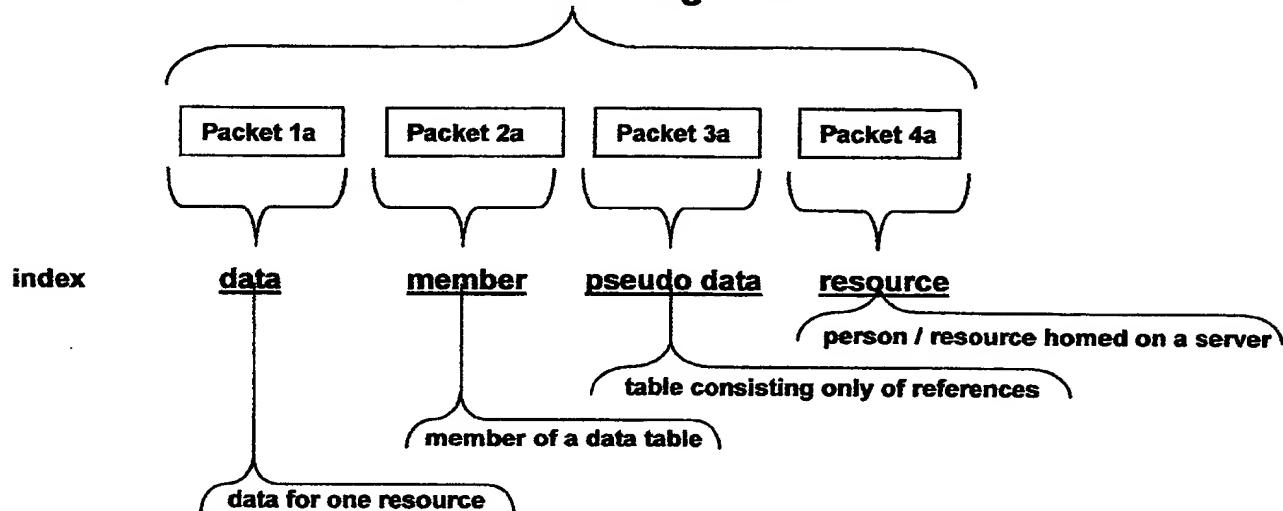 Packet 1a Packet 2a Packet 3a Packet 4a
index data member pseudo data resource
person / resource homed on a server
table consisting only of references
member of a data table
data for one resource